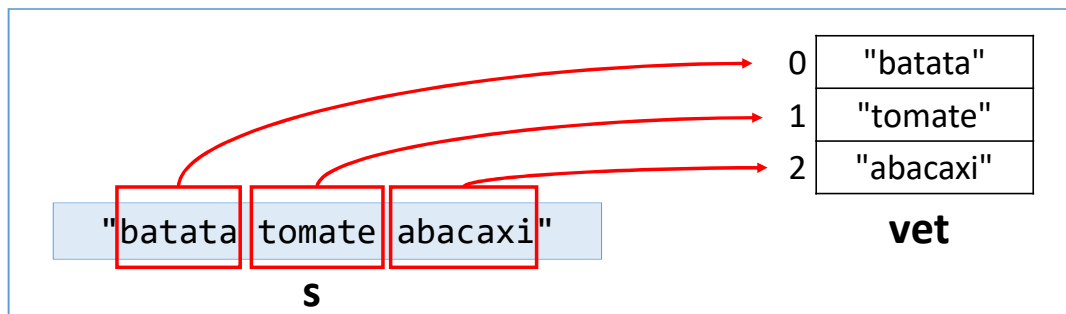 0 "batata"
1 "tomate"
2 "abacaxi"
vet
"batata tomate abacaxi"
s